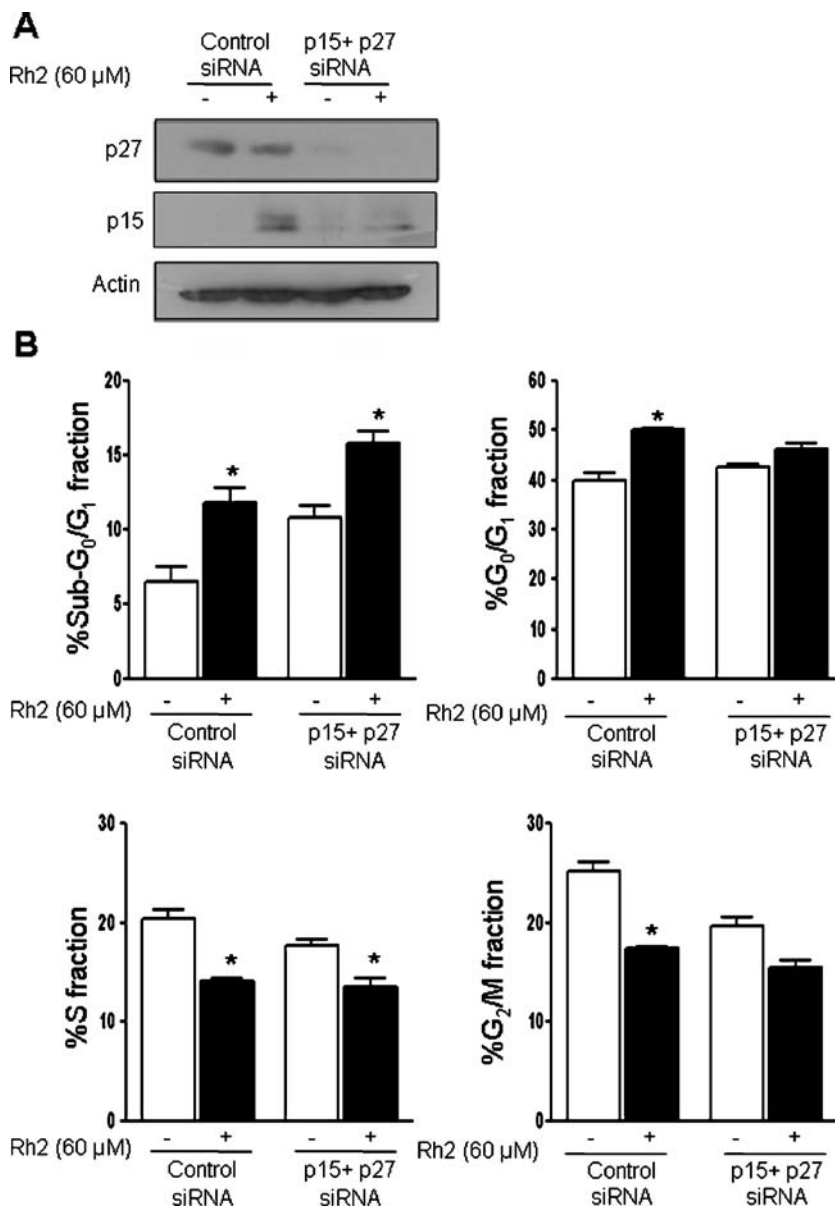 A
Control p15+ p27
siRNA siRNA
Rh2 (60 µM)
- + - +
p27
p15
Actin
B
%Sub-G0/G1 fraction
20
15
10
5
0
*
*
Rh2 (60 µM) - + - +
Control p15+ p27
siRNA siRNA
%G0/G1 fraction
60
50
40
30
20
10
0
*
Rh2 (60 µM) - + - +
Control p15+ p27
siRNA siRNA
%S fraction
30
20
10
0
*
*
Rh2 (60 µM) - + - +
Control p15+ p27
siRNA siRNA
%G2/M fraction
30
20
10
0
*
Rh2 (60 µM) - + - +
Control p15+ p27
siRNA siRNA